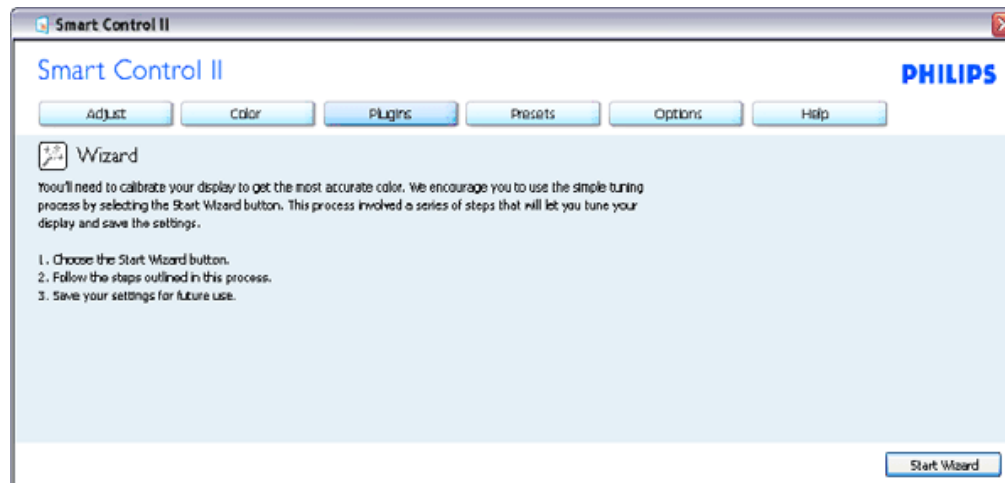 Smart Control II
Smart Control II
PHILIPS
Adjust Color Plugins Presets Options Help
Wizard
Yoou'll need to calibrate your display to get the most accurate color. We encourage you to use the simple tuning
process by selecting the Start Wizard button. This process involved a series of steps that will let you tune your
display and save the settings.
1. Choose the Start Wizard button.
2. Follow the steps outlined in this process.
3. Save your settings for future use.
Start Wizard